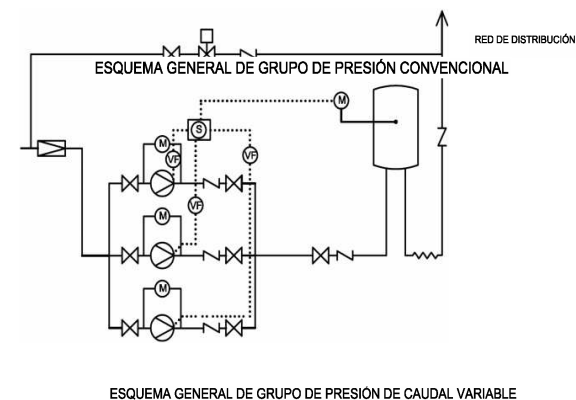 RED DE DISTRIBUCIÓN
ESQUEMA GENERAL DE GRUPO DE PRESIÓN CONVENCIONAL
M
M
S
VF
VF
VF
M
M
ESQUEMA GENERAL DE GRUPO DE PRESIÓN DE CAUDAL VARIABLE